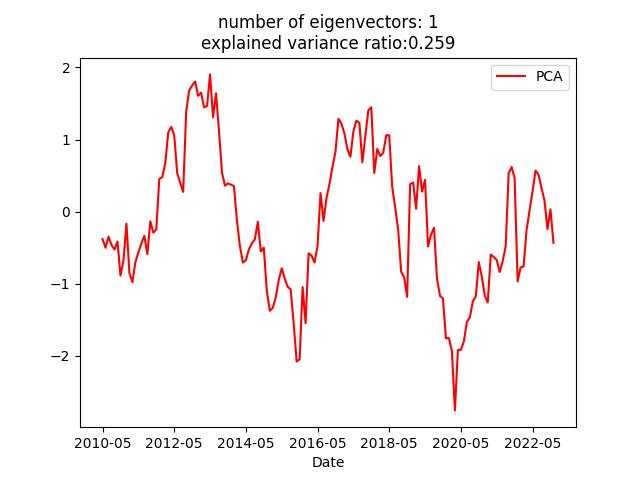 number of eigenvectors: 1
explained variance ratio:0.259
PCA
2
1
0
−1
−2
2010-05 2012-05 2014-05 2016-05 2018-05 2020-05 2022-05
Date